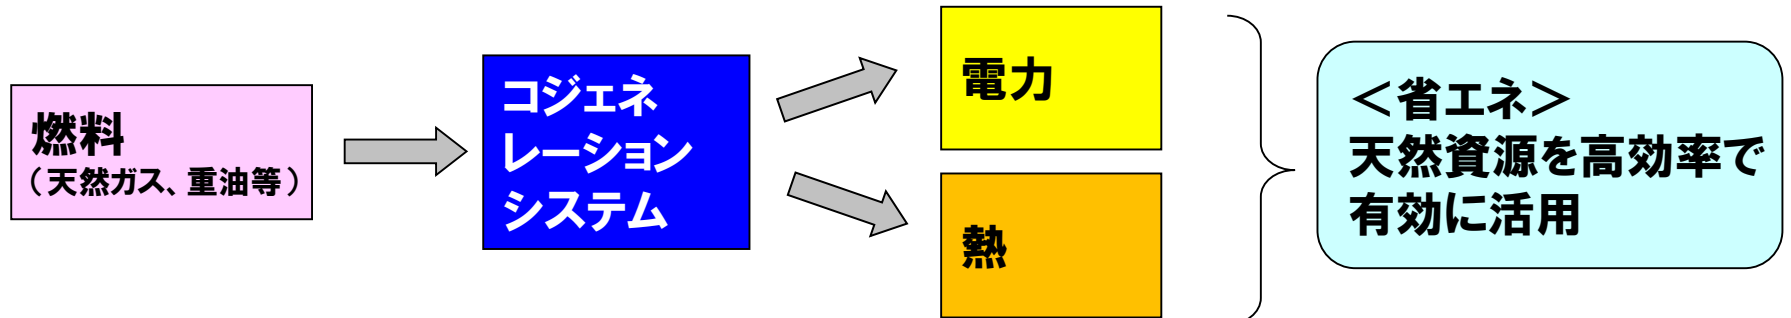 燃料
（天然ガス、重油等）
コジェネ
レーション
システム
電力
熱
＜省エネ＞
天然資源を高効率で
有効に活用